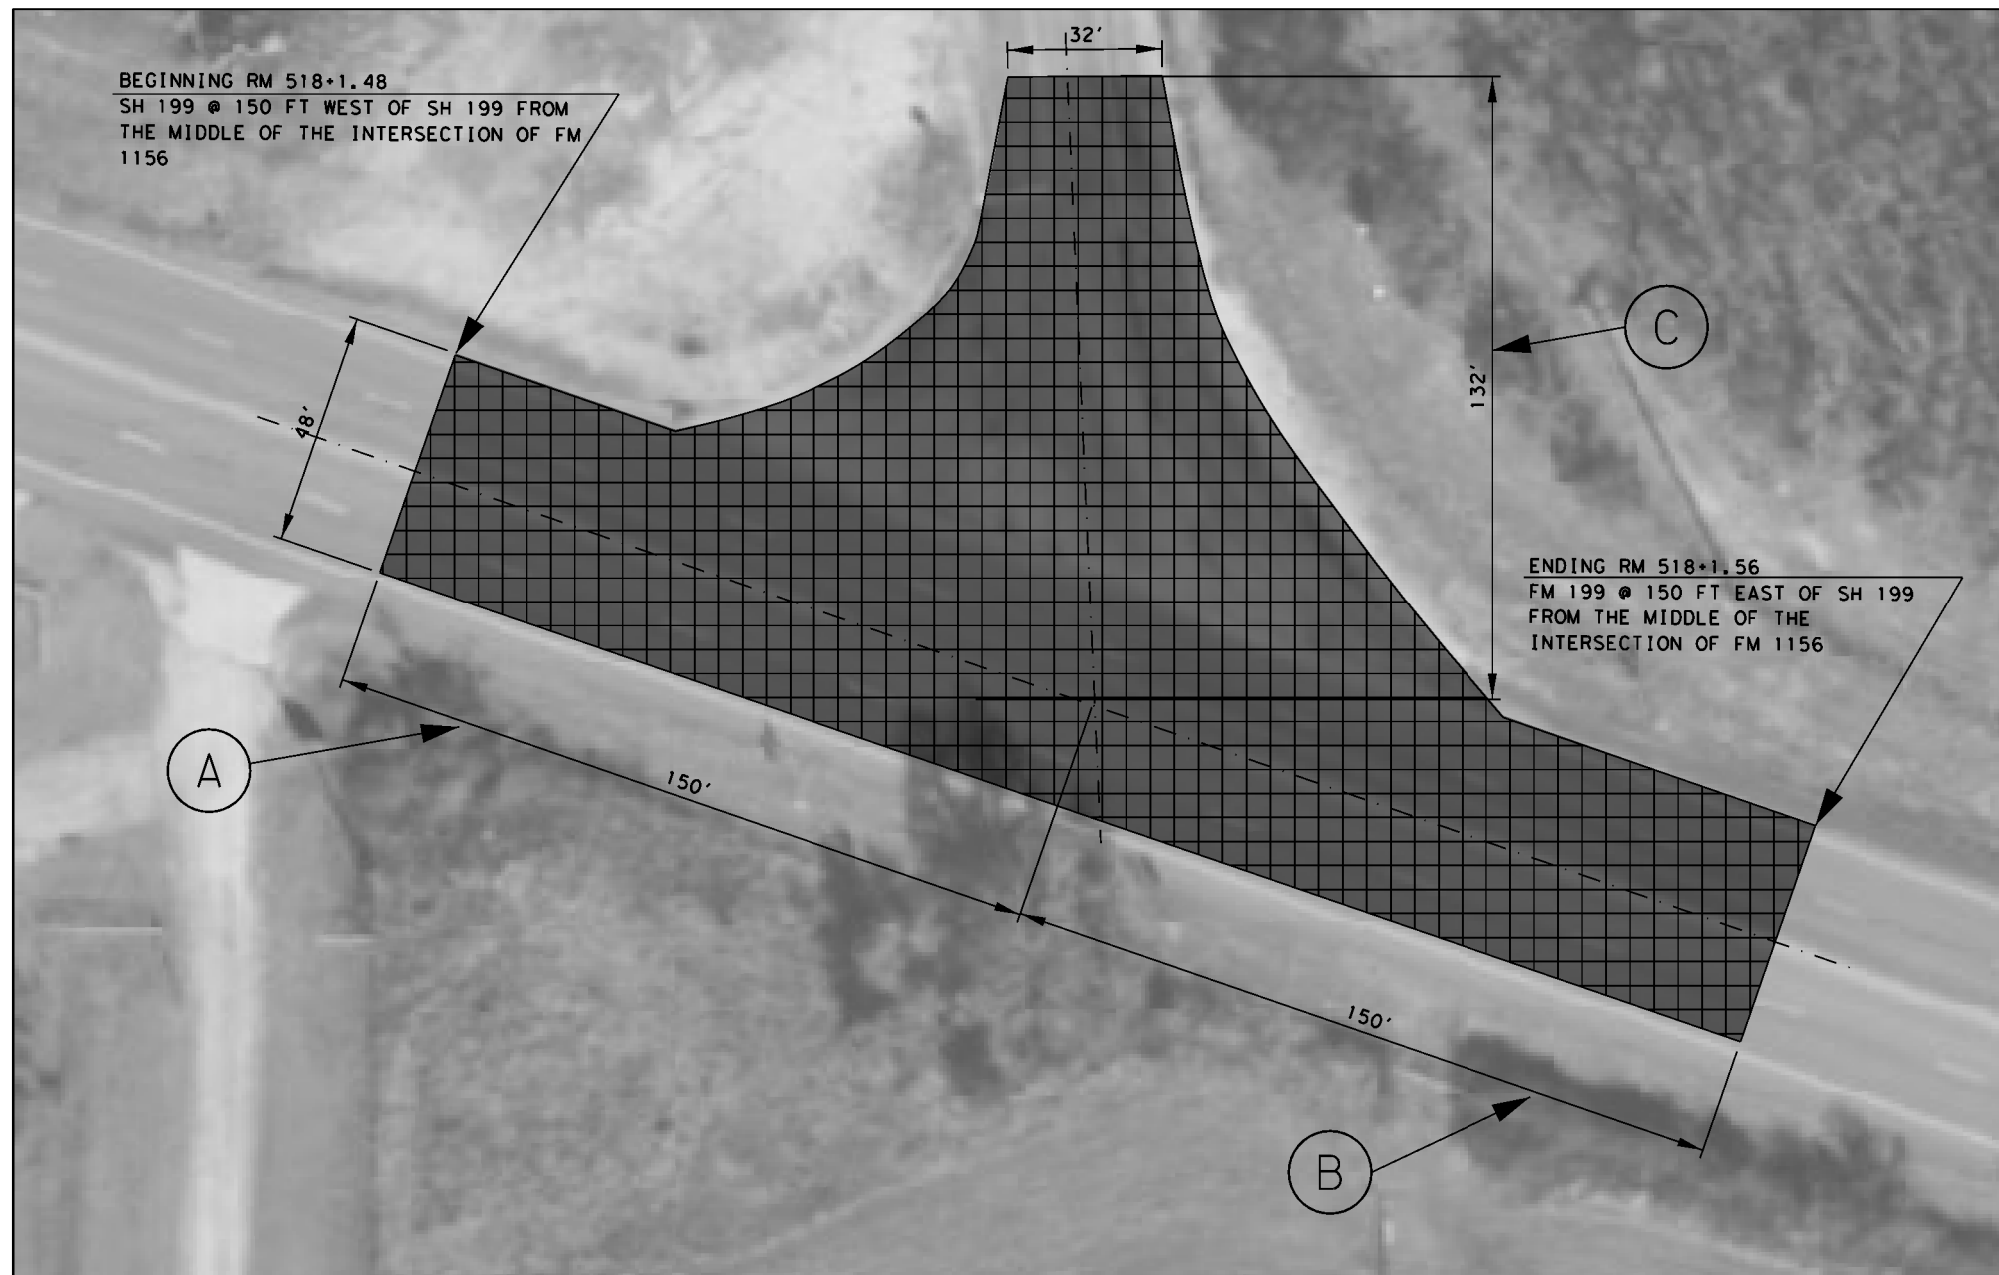 32'
BEGINNING RM 518+1.48
SH 199 @ 150 FT WEST OF SH 199 FROM
THE MIDDLE OF THE INTERSECTION OF FM
1156
C
132'
48'
ENDING RM 518+1.56
FM 199 @ 150 FT EAST OF SH 199
FROM THE MIDDLE OF THE
INTERSECTION OF FM 1156
A
150'
150'
B